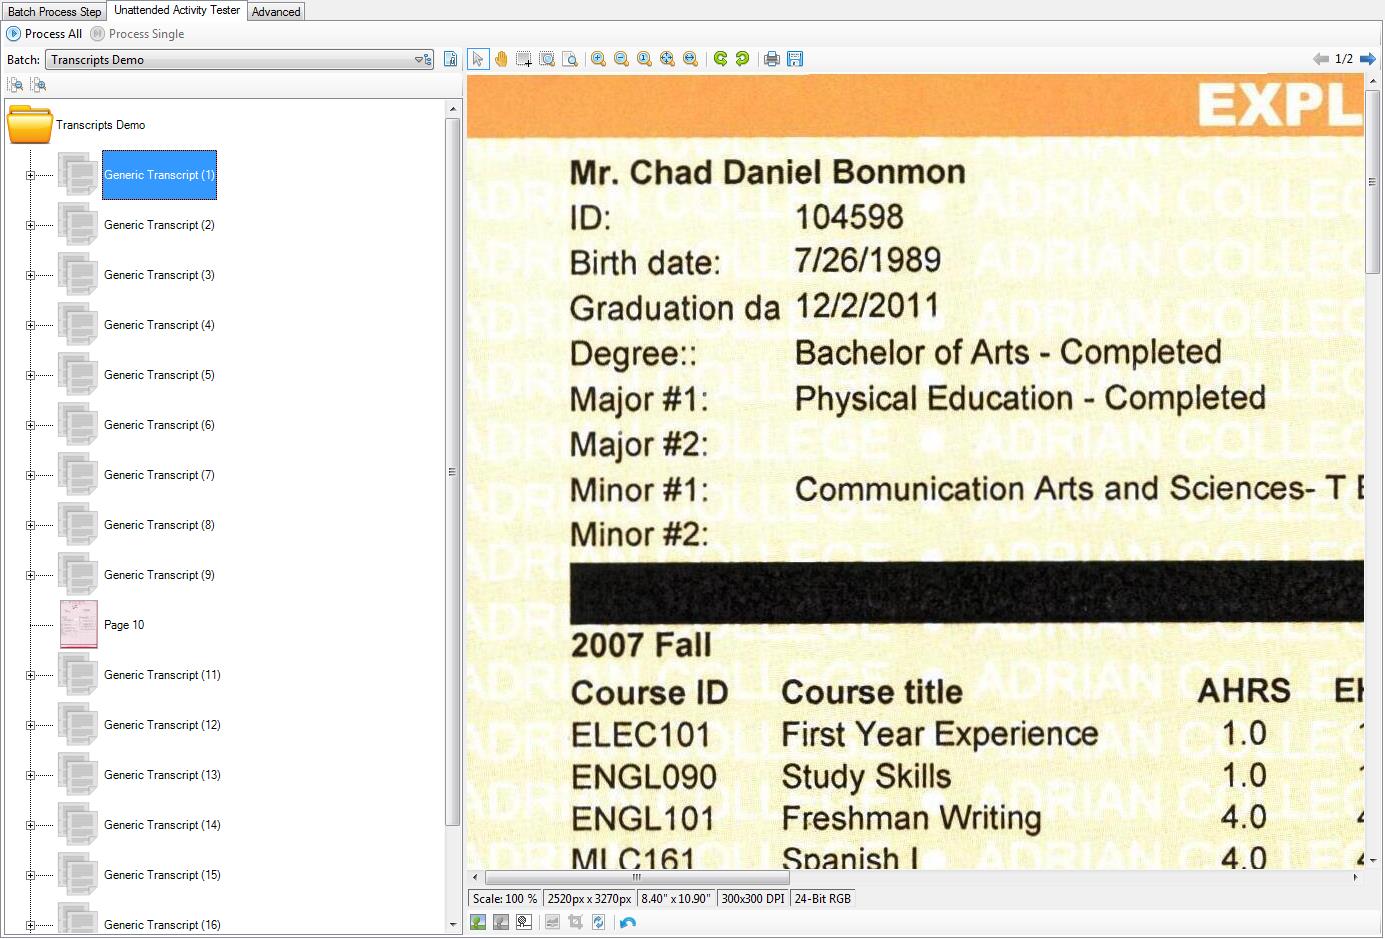 Batch Process Step Unattended Activity Tester Advanced
Process All Process Single
Batch: Transcripts Demo 1/2
Transcripts Demo
Generic Transcript (1)
Generic Transcript (2)
Generic Transcript (3)
Generic Transcript (4)
Generic Transcript (5)
Generic Transcript (6)
Generic Transcript (7)
Generic Transcript (8)
Generic Transcript (9)
Page 10
Generic Transcript (11)
Generic Transcript (12)
Generic Transcript (13)
Generic Transcript (14)
Generic Transcript (15)
Generic Transcript (16)
EXPL
Mr. Chad Daniel Bonmon
ID: 104598
Birth date: 7/26/1989
Graduation da 12/2/2011
Degree:: Bachelor of Arts - Completed
Major #1: Physical Education - Completed
Major #2:
Minor #1: Communication Arts and Sciences- T E
Minor #2:
2007 Fall
Course ID Course title AHRS
ELEC101 First Year Experience 1.0
ENGL090 Study Skills 1.0
ENGL101 Freshman Writing 4.0
MLC161 Spanish I 4.0
Scale: 100 % 2520px x 3270px 8.40" x 10.90" 300x300 DPI 24-Bit RGB